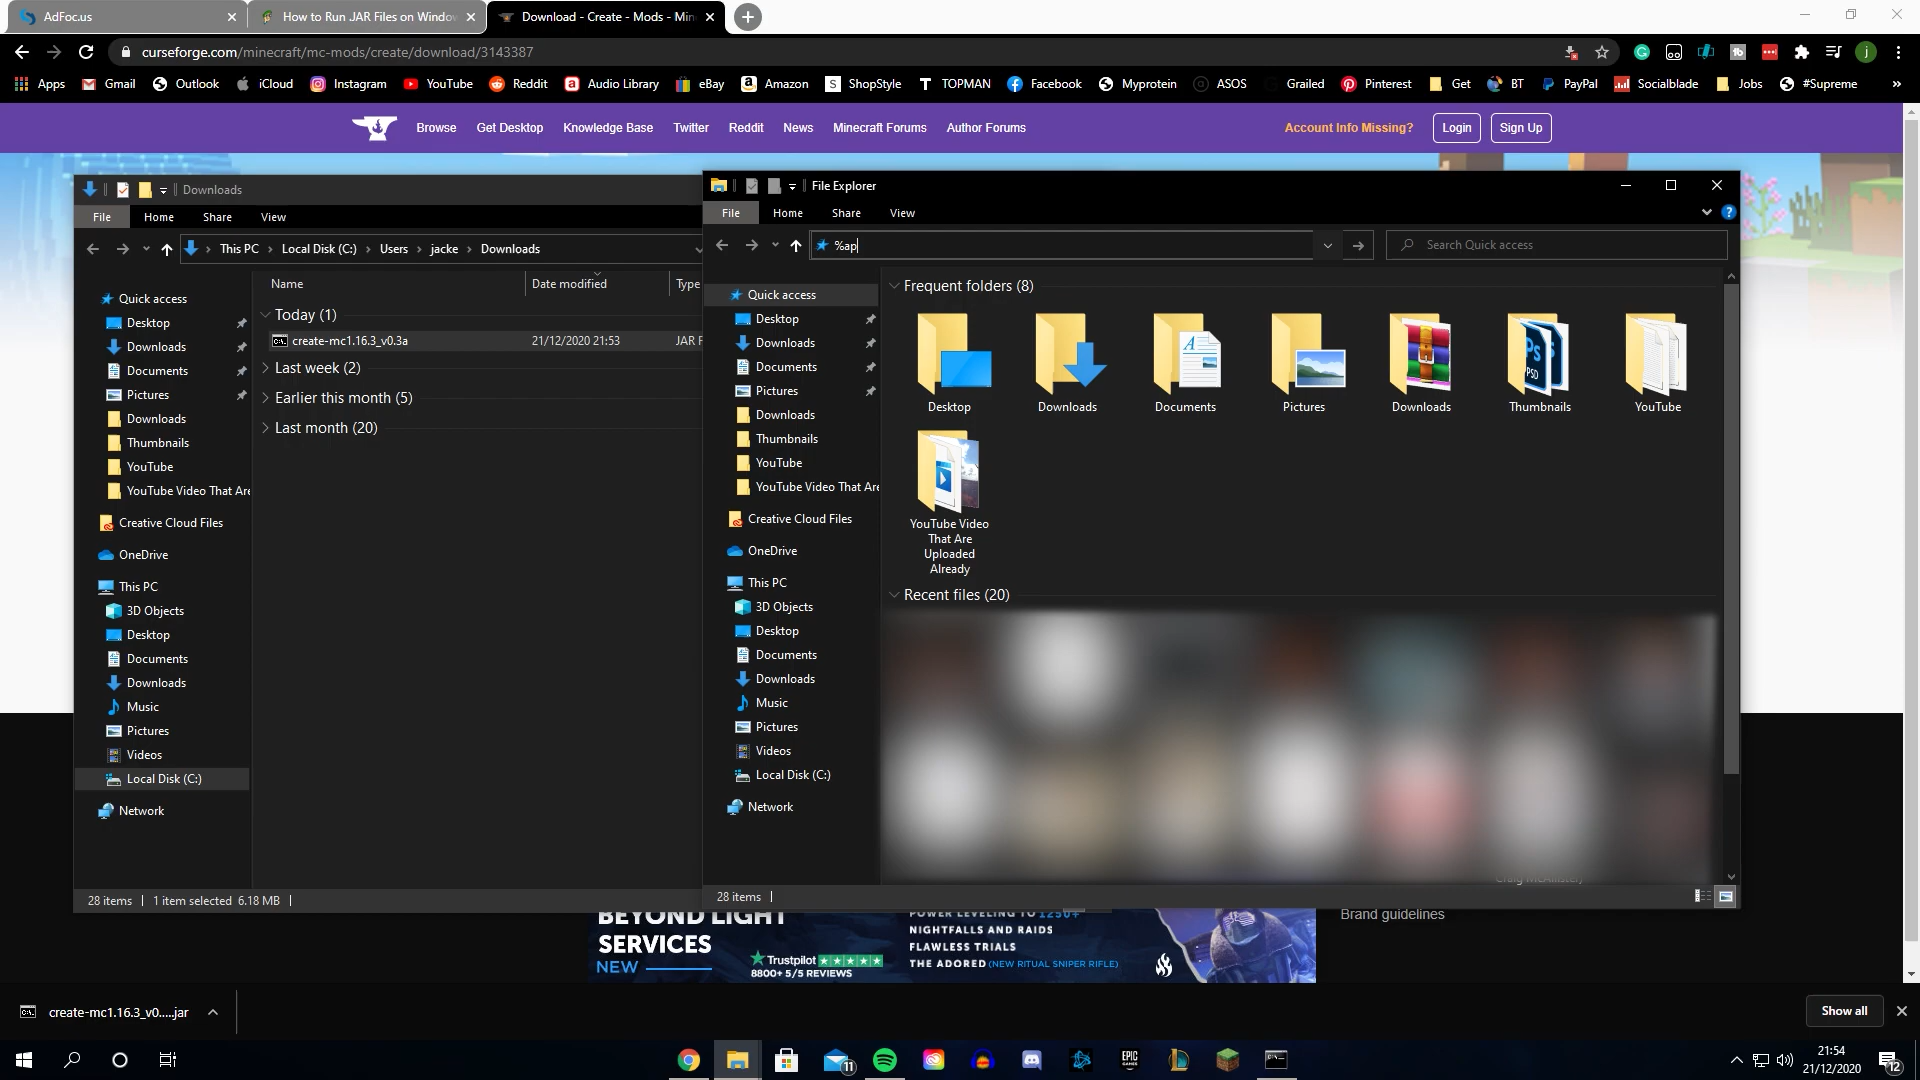 AdFoc.us
How to Run JAR Files on Window
Download - Create - Mods - Min
curseforge.com/minecraft/mc-mods/create/download/3143387
Apps
Gmail
Outlook
iCloud
Instagram
YouTube
Reddit
Audio Library
eBay
Amazon
ShopStyle
TOPMAN
Facebook
Myprotein
ASOS
Grailed
Pinterest
Get
BT
PayPal
Socialblade
Jobs
#Supreme
Browse
Get Desktop
Knowledge Base
Twitter
Reddit
News
Minecraft Forums
Author Forums
Account Info Missing?
Login
Sign Up
Downloads
File
Home
Share
View
This PC
Local Disk (C:)
Users
jacke
Downloads
Name
Date modified
Type
Today (1)
create-mc1.16.3_v0.3a
21/12/2020 21:53
JAR F
Last week (2)
Earlier this month (5)
Last month (20)
Quick access
Desktop
Downloads
Documents
Pictures
Downloads
Thumbnails
YouTube
YouTube Video That Are
Creative Cloud Files
OneDrive
This PC
3D Objects
Desktop
Documents
Downloads
Music
Pictures
Videos
Local Disk (C:)
Network
28 items
1 item selected 6.18 MB
File Explorer
File
Home
Share
View
%ap
Search Quick access
Quick access
Desktop
Downloads
Documents
Pictures
Downloads
Thumbnails
YouTube
YouTube Video That Are
Creative Cloud Files
OneDrive
This PC
3D Objects
Desktop
Documents
Downloads
Music
Pictures
Videos
Local Disk (C:)
Network
Frequent folders (8)
Desktop
Downloads
Documents
Pictures
Downloads
Thumbnails
YouTube
YouTube Video
That Are
Uploaded
Already
Recent files (20)
28 items
BEYOND LIGHT
SERVICES
NEW
Trustpilot
8800+ 5/5 REVIEWS
POWER LEVELING TO 1250+
NIGHTFALLS AND RAIDS
FLAWLESS TRIALS
THE ADORED (NEW RITUAL SNIPER RIFLE)
Brand guidelines
create-mc1.16.3_v0....jar
Show all
11
EPIC
GAMES
21:54
21/12/2020
12